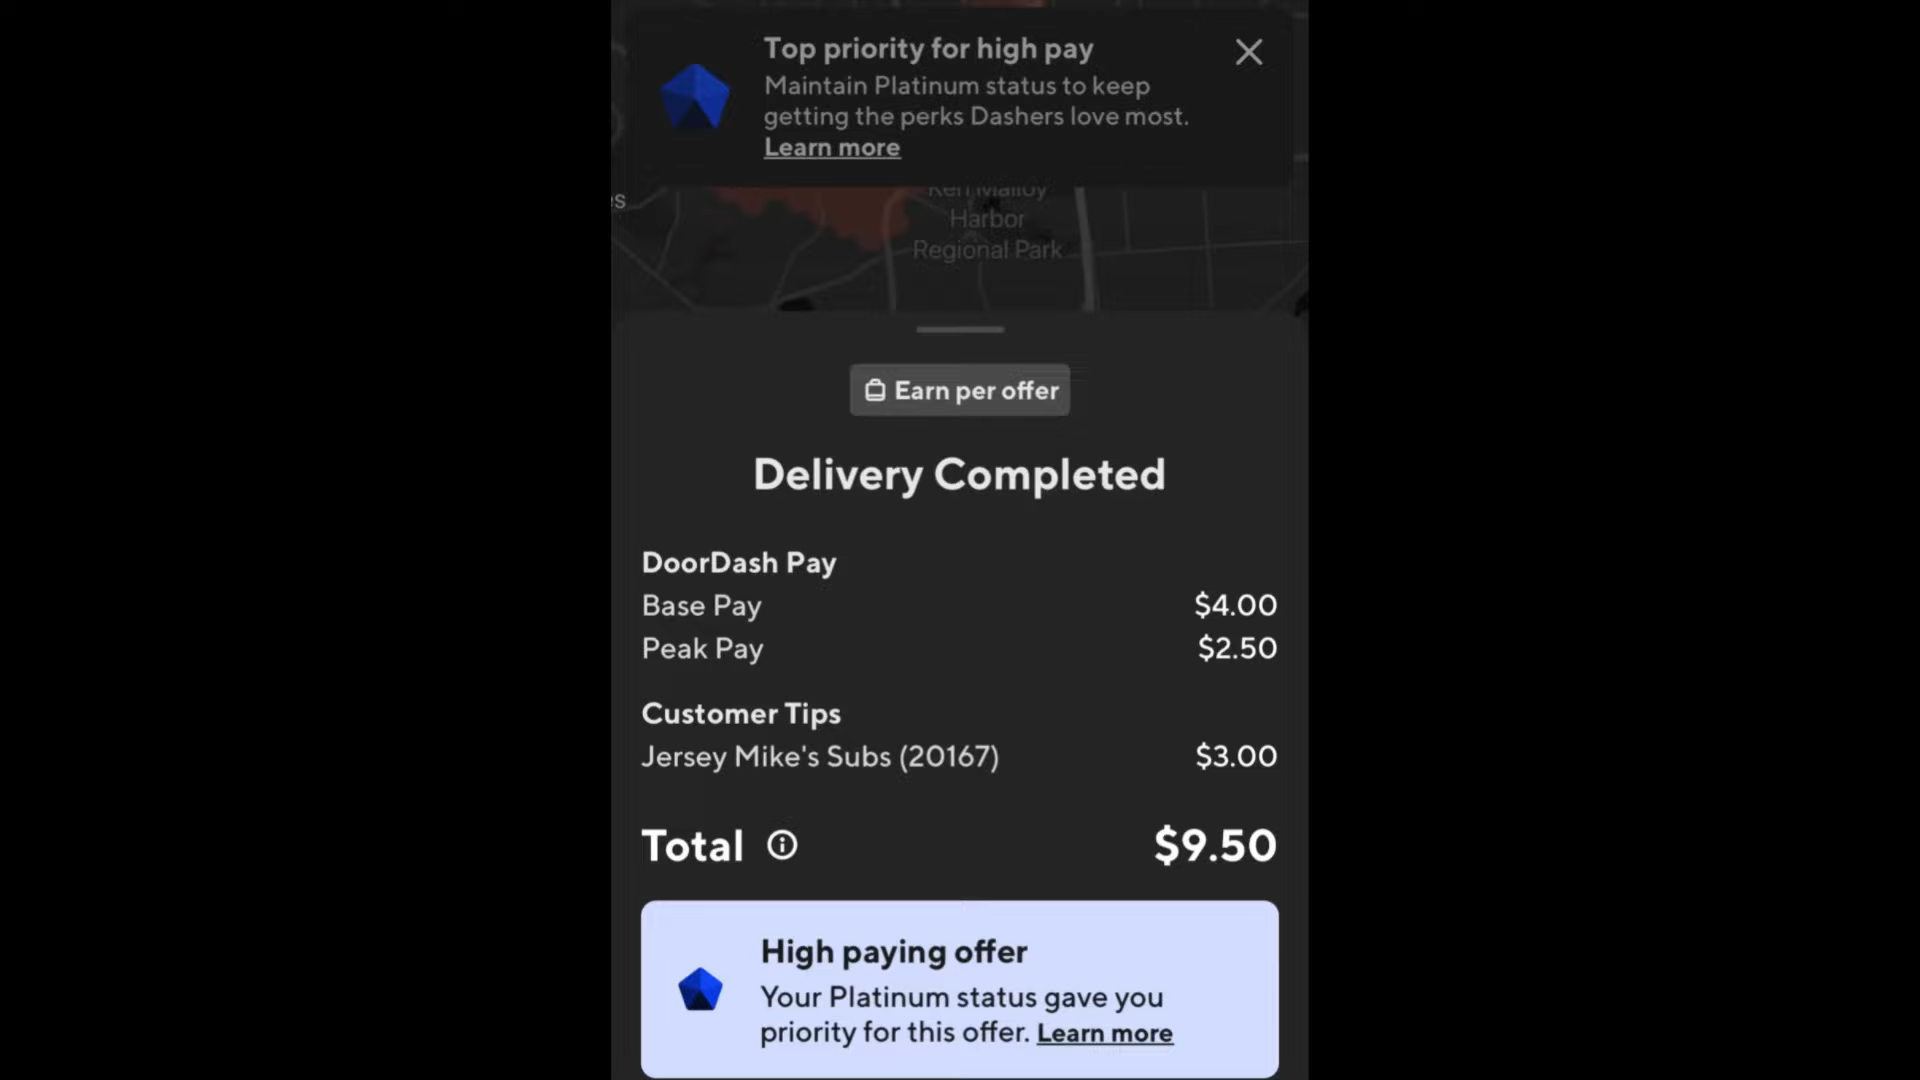 Top priority for high pay
Maintain Platinum status to keep
getting the perks Dashers love most.
Learn more
es
Ken Malloy
Harbor
Regional Park
Earn per offer
Delivery Completed
DoorDash Pay
Base Pay $4.00
Peak Pay $2.50
Customer Tips
Jersey Mike's Subs (20167) $3.00
Total $9.50
High paying offer
Your Platinum status gave you
priority for this offer. Learn more